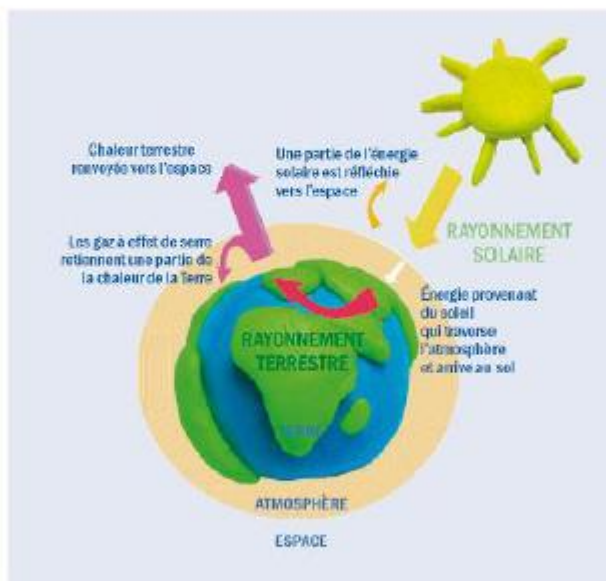 Chaleur terrestre
renvoyée vers l'espace
Une partie de l'énergie
solaire est réfléchie
vers l'espace
RAYONNEMENT
SOLAIRE
Les gaz à effet de serre
retiennent une partie de
la chaleur de la Terre
Énergie provenant
du soleil
qui traverse
l'atmosphère
et arrive au sol
RAYONNEMENT
TERRESTRE
ATMOSPHÈRE
ESPACE